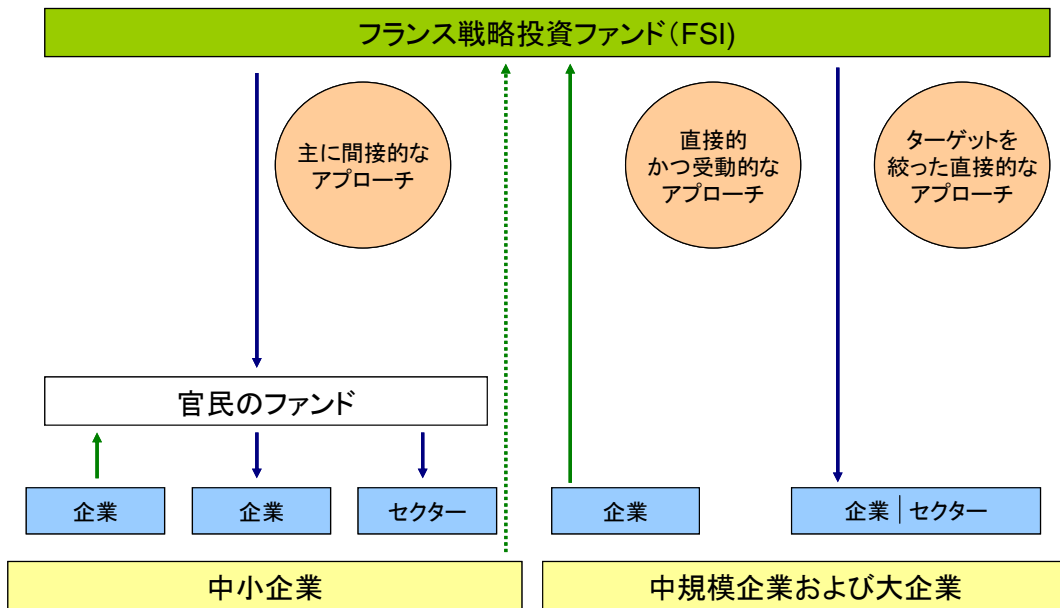 フランス戦略投資ファンド(FSI)
主に間接的な
アプローチ
直接的
かつ受動的な
アプローチ
ターゲットを
絞った直接的な
アプローチ
官民のファンド
企業
企業
セクター
企業
企業│セクター
中小企業
中規模企業および大企業